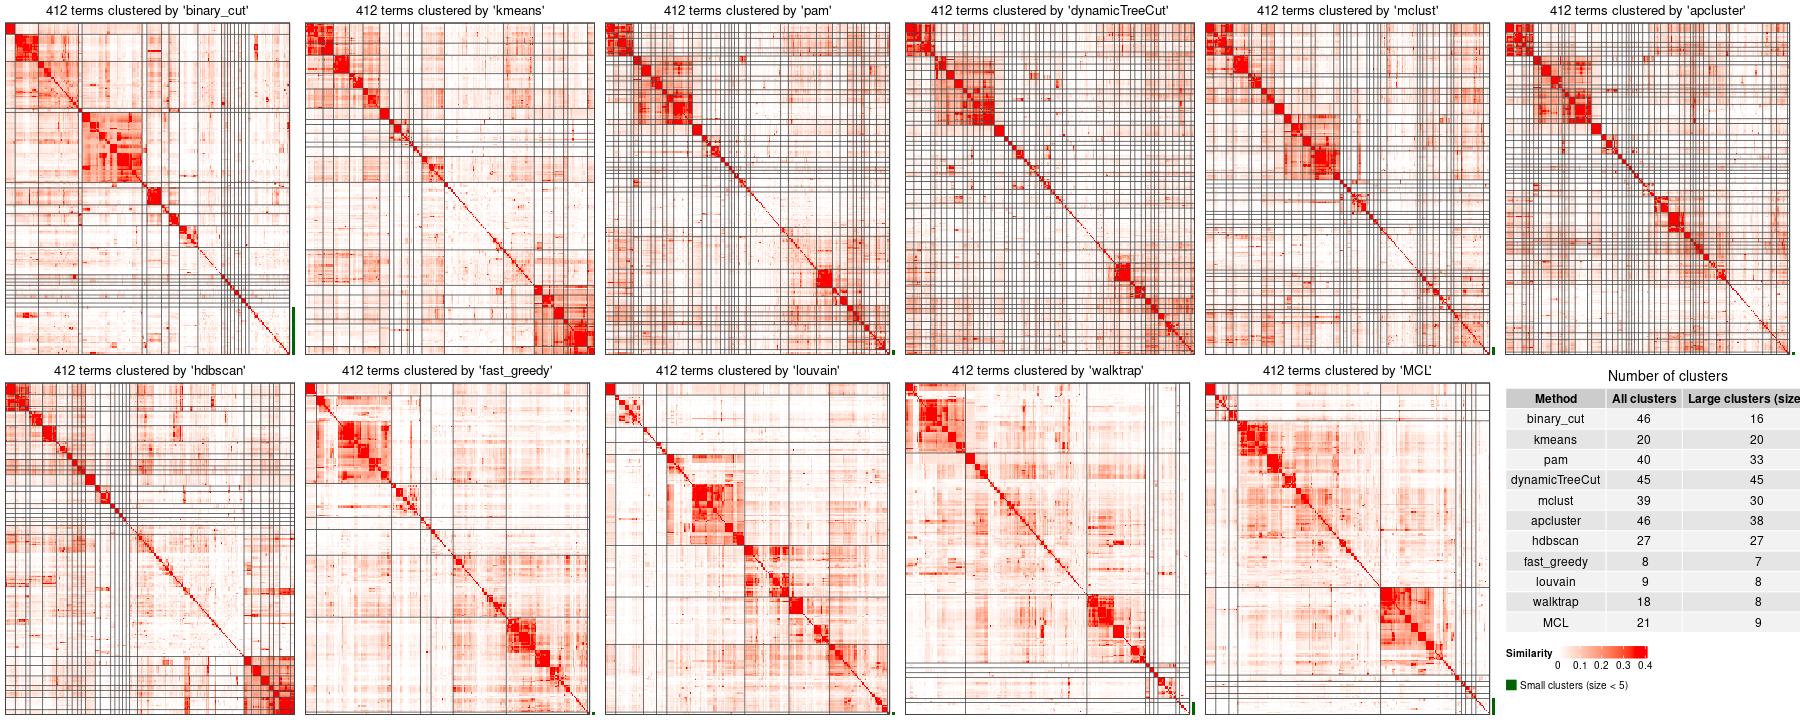 412 terms clustered by 'binary_cut'
412 terms clustered by 'kmeans'
412 terms clustered by 'pam'
412 terms clustered by 'dynamicTreeCut'
412 terms clustered by 'mclust'
412 terms clustered by 'apcluster'
412 terms clustered by 'hdbscan'
412 terms clustered by 'fast_greedy'
412 terms clustered by 'louvain'
412 terms clustered by 'walktrap'
412 terms clustered by 'MCL'
Number of clusters
Method All clusters Large clusters (size
binary_cut 46 16
kmeans 20 20
pam 40 33
dynamicTreeCut 45 45
mclust 39 30
apcluster 46 38
hdbscan 27 27
fast_greedy 8 7
louvain 9 8
walktrap 18 8
MCL 21 9
Similarity
0 0.1 0.2 0.3 0.4
Small clusters (size < 5)